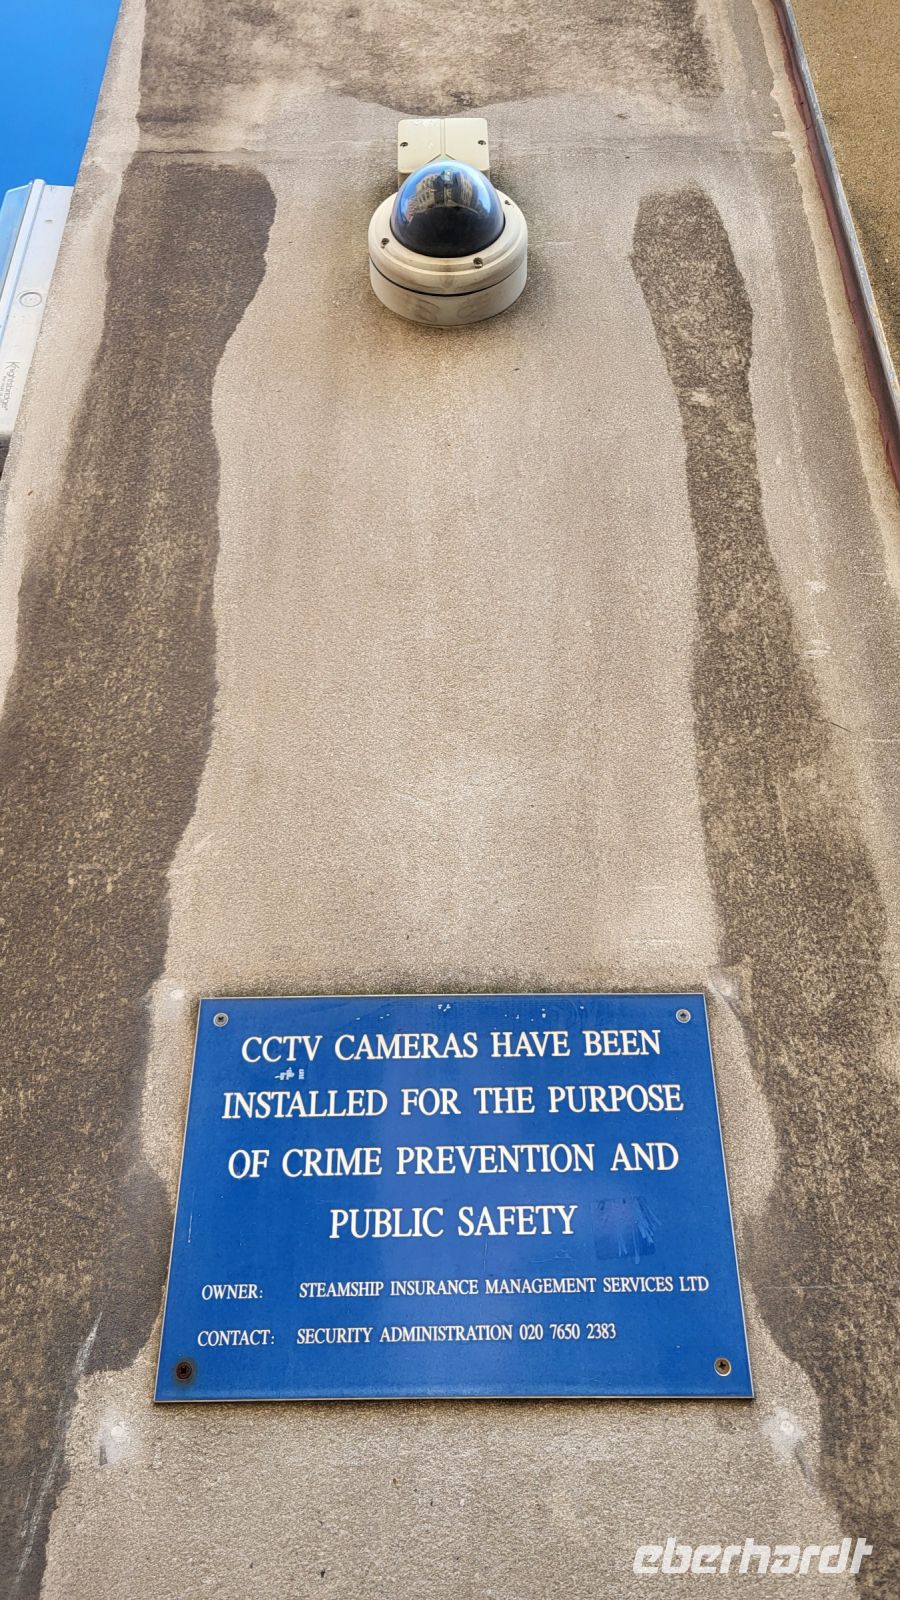 Knightsbridge
CCTV CAMERAS HAVE BEEN
INSTALLED FOR THE PURPOSE
OF CRIME PREVENTION AND
PUBLIC SAFETY
OWNER: STEAMSHIP INSURANCE MANAGEMENT SERVICES LTD
CONTACT: SECURITY ADMINISTRATION 020 7650 2383
eberhardt